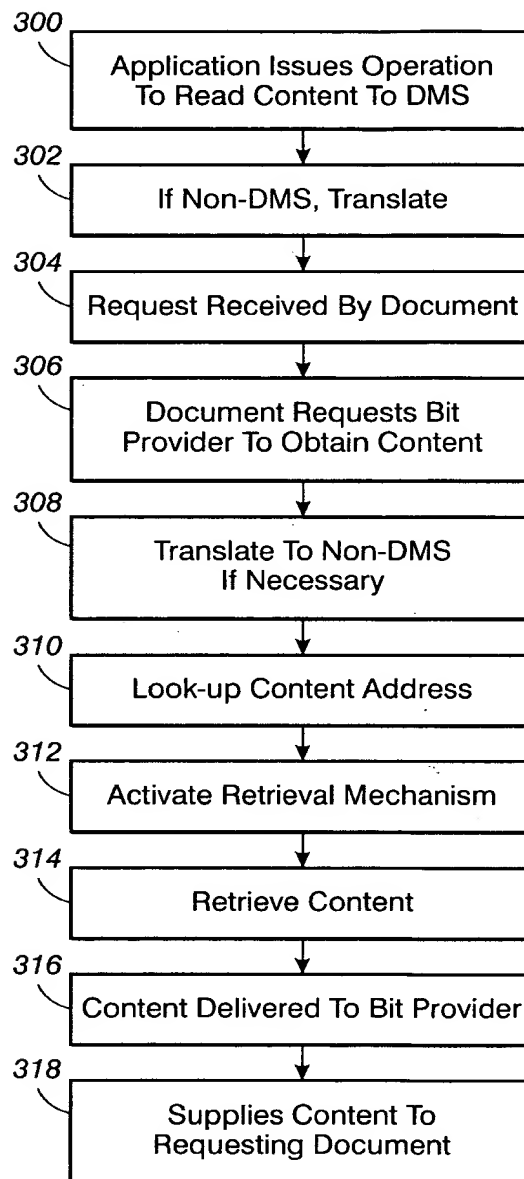 300
Application Issues Operation
To Read Content To DMS
302
If Non-DMS, Translate
304
Request Received By Document
306
Document Requests Bit
Provider To Obtain Content
308
Translate To Non-DMS
If Necessary
310
Look-up Content Address
312
Activate Retrieval Mechanism
314
Retrieve Content
316
Content Delivered To Bit Provider
318
Supplies Content To
Requesting Document